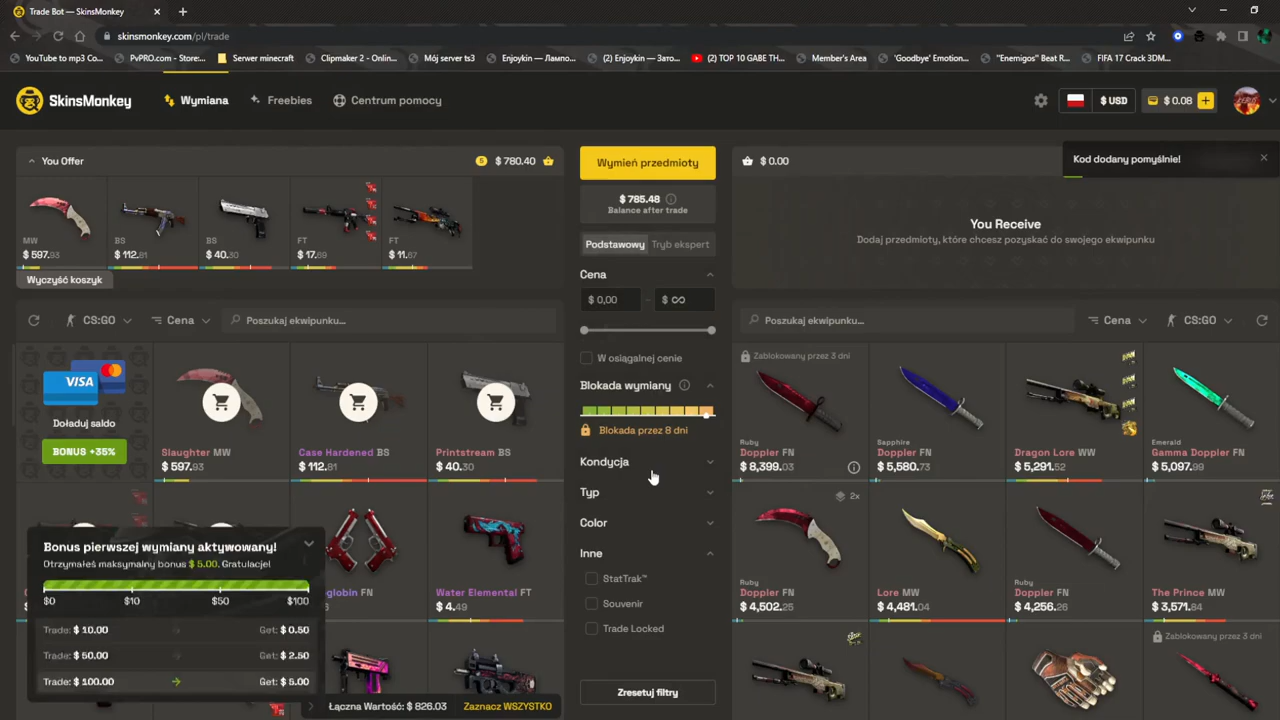 Trade Bot — SkinsMonkey
skinsmonkey.com/pl/trade
YouTube to mp3 Co...
PvPRO.com - Store:...
Serwer minecraft
Clipmaker 2 - Onlin...
Mój server ts3
Enjoykin — Лампо...
(2) Enjoykin — Зато...
(2) TOP 10 GABE TH...
Member's Area
'Goodbye' Emotion...
"Enemigos" Beat R...
FIFA 17 Crack 3DM...
SkinsMonkey
Wymiana
Freebies
Centrum pomocy
$ USD
$ 0.08
You Offer
5
$ 780.40
MW
$ 597.93
BS
$ 112.81
BS
$ 40.30
FT
$ 17.69
FT
$ 11.67
Wyczyść koszyk
Wymień przedmioty
$ 785.48
Balance after trade
Podstawowy
Tryb ekspert
$ 0.00
Kod dodany pomyślnie!
You Receive
Dodaj przedmioty, które chcesz pozyskać do swojego ekwipunku
CS:GO
Cena
Poszukaj ekwipunku...
VISA
Doładuj saldo
BONUS +35%
Slaughter MW
$ 597.93
Case Hardened BS
$ 112.81
Printstream BS
$ 40.30
Water Elemental FT
$ 4.49
Bonus pierwszej wymiany aktywowany!
Otrzymałeś maksymalny bonus $ 5.00. Gratulacje!
$0
$10
$50
$100
Trade: $ 10.00
Get: $ 0.50
Trade: $ 50.00
Get: $ 2.50
Trade: $ 100.00
Get: $ 5.00
Łączna Wartość: $ 826.03
Zaznacz WSZYSTKO
Cena
$ 0,00
-
$ ∞
W osiągalnej cenie
Blokada wymiany
Blokada przez 8 dni
Kondycja
Typ
Color
Inne
StatTrak™
Souvenir
Trade Locked
Zresetuj filtry
Poszukaj ekwipunku...
Cena
CS:GO
Zablokowany przez 3 dni
Ruby
Doppler FN
$ 8,399.03
Sapphire
Doppler FN
$ 5,580.73
Dragon Lore WW
$ 5,291.52
Emerald
Gamma Doppler FN
$ 5,097.99
2x
Ruby
Doppler FN
$ 4,502.25
Lore MW
$ 4,481.04
Ruby
Doppler FN
$ 4,256.26
The Prince MW
$ 3,571.84
Zablokowany przez 3 dni